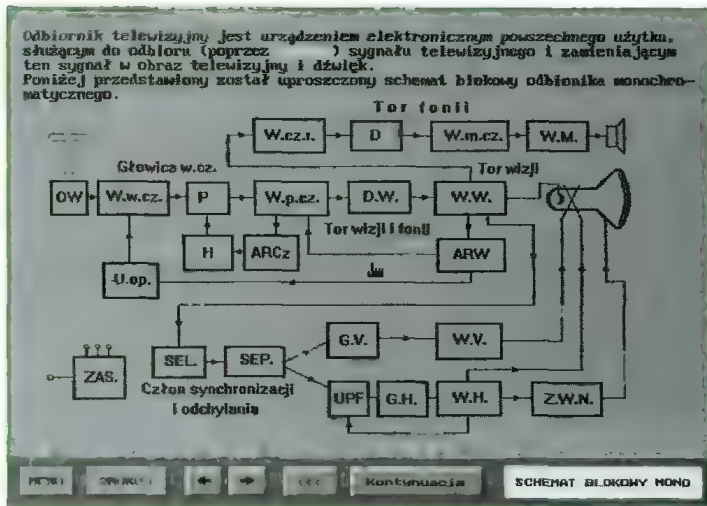 Odbiornik telewizyjny jest urządzeniem elektronicznym powszechnego użytku,
służącym do odbioru (poprzez ) sygnału telewizyjnego i zamieniającym
ten sygnał w obraz telewizyjny i dźwięk.
Poniżej przedstawiony został uproszczony schemat blokowy odbionika monochro-
matycznego.
Tor fonii
W.cz.r.
D
W.m.cz.
W.M.
Głowica w.cz.
Tor wizji
OW
W.w.cz.
P
W.p.cz.
D.W.
W.W.
Tor wizji i fonii
H
ARCz
ARW
-U.op.
G.V.
W.V.
SEL.
SEP.
ZAS.
Człon synchronizacji
i odchylania
UPF
G.H.
W.H.
Z.W.N.
<<<
Kontynuacja
SCHEMAT BLOKOWY MONO